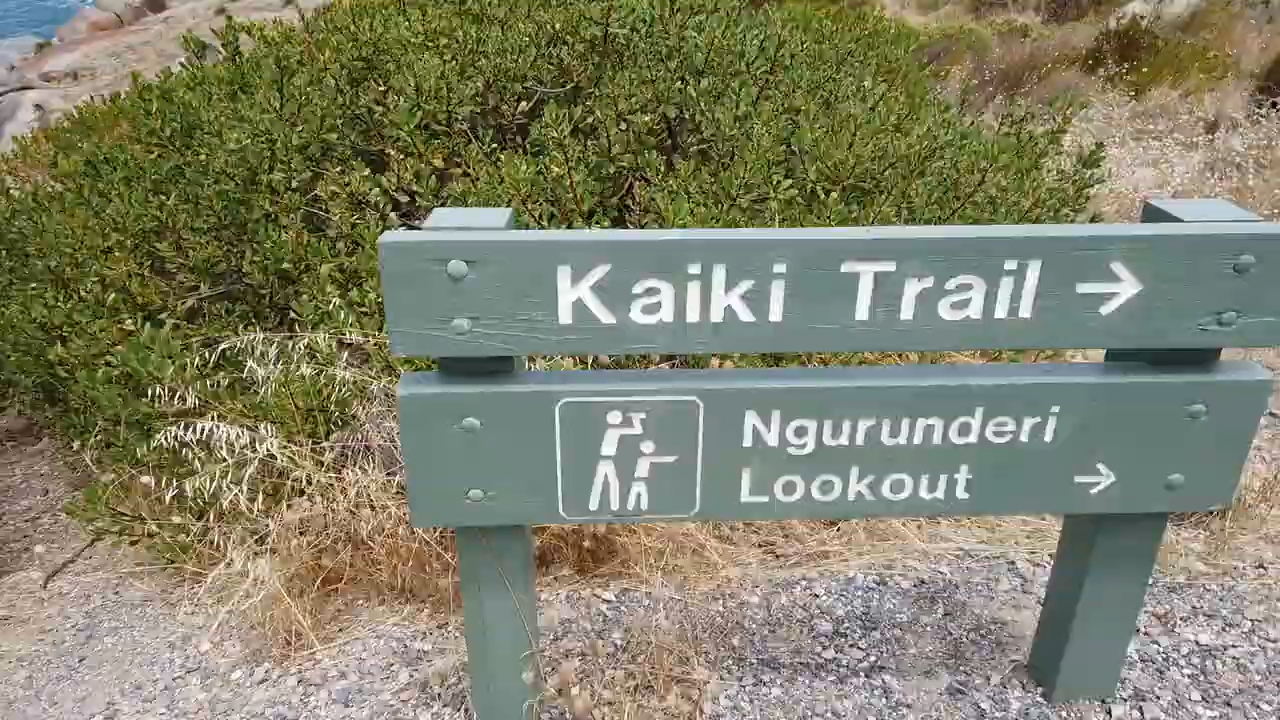 Kaiki Trail →
Ngurunderi
Lookout →